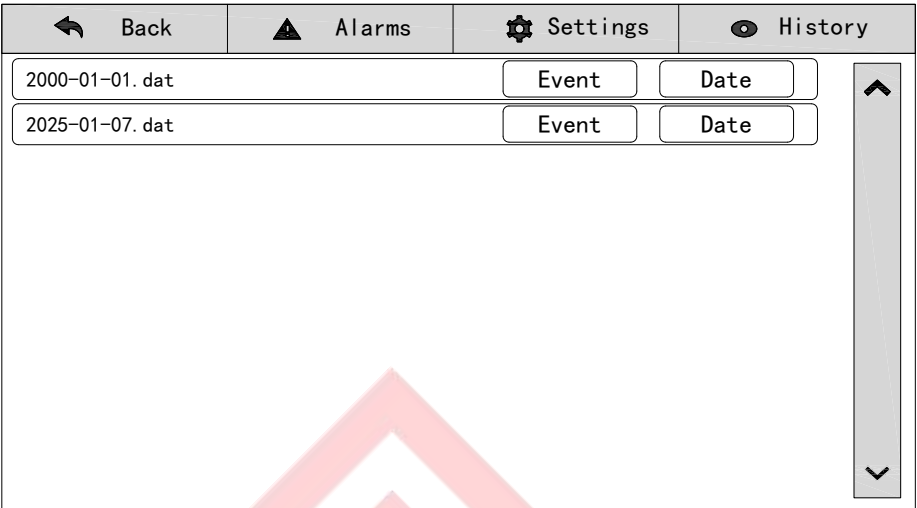 Back Alarms Settings History
2000-01-01.dat Event Date
2025-01-07.dat Event Date